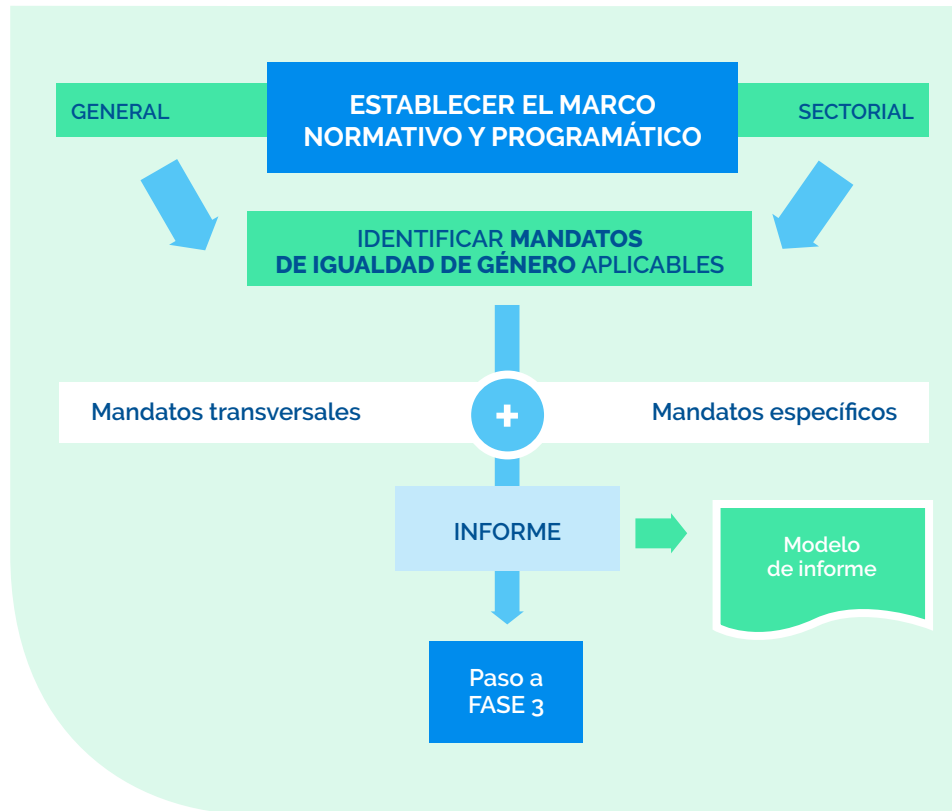 GENERAL
ESTABLECER EL MARCO
NORMATIVO Y PROGRAMÁTICO
SECTORIAL
IDENTIFICAR MANDATOS
DE IGUALDAD DE GÉNERO APLICABLES
Mandatos transversales
+
Mandatos específicos
INFORME
Modelo
de informe
Paso a
FASE 3